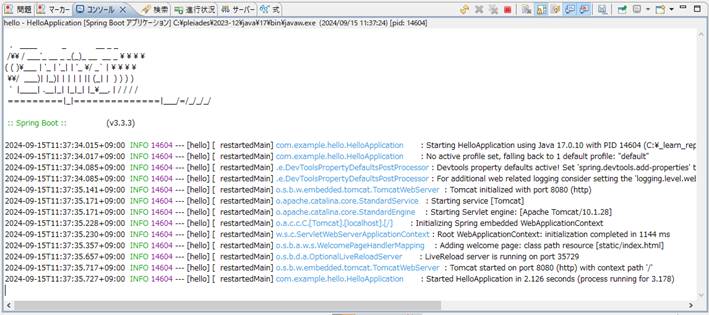 問題 マーカー コンソール 検索 進行状況 サーバー 式
hello - HelloApplication [Spring Boot アプリケーション] C:¥pleiades¥2023-12¥java¥17¥bin¥javaw.exe (2024/09/15 11:37:24) [pid: 14604]
:: Spring Boot :: (v3.3.3)
2024-09-15T11:37:34.015+09:00 INFO 14604 --- [hello] [ restartedMain] com.example.hello.HelloApplication : Starting HelloApplication using Java 17.0.10 with PID 14604 (C:¥_learn_rep
2024-09-15T11:37:34.017+09:00 INFO 14604 --- [hello] [ restartedMain] com.example.hello.HelloApplication : No active profile set, falling back to 1 default profile: "default"
2024-09-15T11:37:34.085+09:00 INFO 14604 --- [hello] [ restartedMain] .e.DevToolsPropertyDefaultsPostProcessor : Devtools property defaults active! Set 'spring.devtools.add-properties' t
2024-09-15T11:37:34.085+09:00 INFO 14604 --- [hello] [ restartedMain] .e.DevToolsPropertyDefaultsPostProcessor : For additional web related logging consider setting the 'logging.level.web
2024-09-15T11:37:35.141+09:00 INFO 14604 --- [hello] [ restartedMain] o.s.b.w.embedded.tomcat.TomcatWebServer : Tomcat initialized with port 8080 (http)
2024-09-15T11:37:35.171+09:00 INFO 14604 --- [hello] [ restartedMain] o.apache.catalina.core.StandardService : Starting service [Tomcat]
2024-09-15T11:37:35.171+09:00 INFO 14604 --- [hello] [ restartedMain] o.apache.catalina.core.StandardEngine : Starting Servlet engine: [Apache Tomcat/10.1.28]
2024-09-15T11:37:35.228+09:00 INFO 14604 --- [hello] [ restartedMain] o.a.c.c.C.[Tomcat].[localhost].[/] : Initializing Spring embedded WebApplicationContext
2024-09-15T11:37:35.230+09:00 INFO 14604 --- [hello] [ restartedMain] w.s.c.ServletWebServerApplicationContext : Root WebApplicationContext: initialization completed in 1144 ms
2024-09-15T11:37:35.357+09:00 INFO 14604 --- [hello] [ restartedMain] o.s.b.a.w.s.WelcomePageHandlerMapping : Adding welcome page: class path resource [static/index.html]
2024-09-15T11:37:35.657+09:00 INFO 14604 --- [hello] [ restartedMain] o.s.b.d.a.OptionalLiveReloadServer : LiveReload server is running on port 35729
2024-09-15T11:37:35.717+09:00 INFO 14604 --- [hello] [ restartedMain] o.s.b.w.embedded.tomcat.TomcatWebServer : Tomcat started on port 8080 (http) with context path '/'
2024-09-15T11:37:35.727+09:00 INFO 14604 --- [hello] [ restartedMain] com.example.hello.HelloApplication : Started HelloApplication in 2.126 seconds (process running for 3.178)